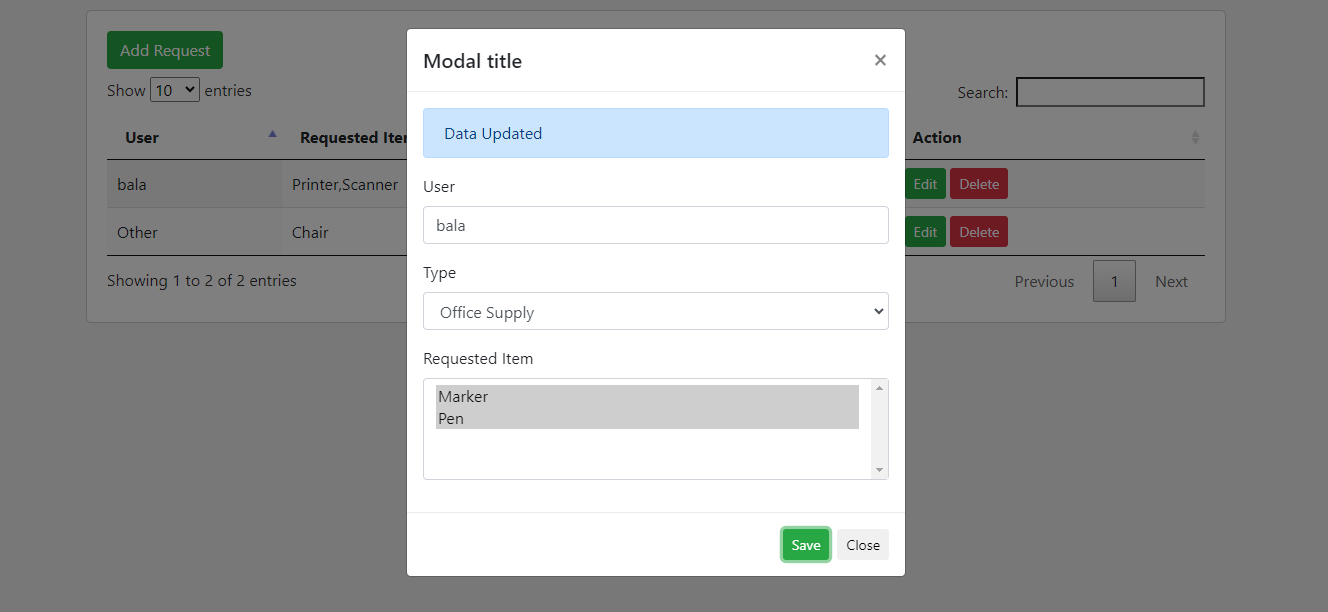 Add Request
Show 10 entries
Search:
User Requested Iter Action
bala Printer,Scanner Edit Delete
Other Chair Edit Delete
Showing 1 to 2 of 2 entries
Previous 1 Next
Modal title ×
Data Updated
User
bala
Type
Office Supply
Requested Item
Marker
Pen
Save Close